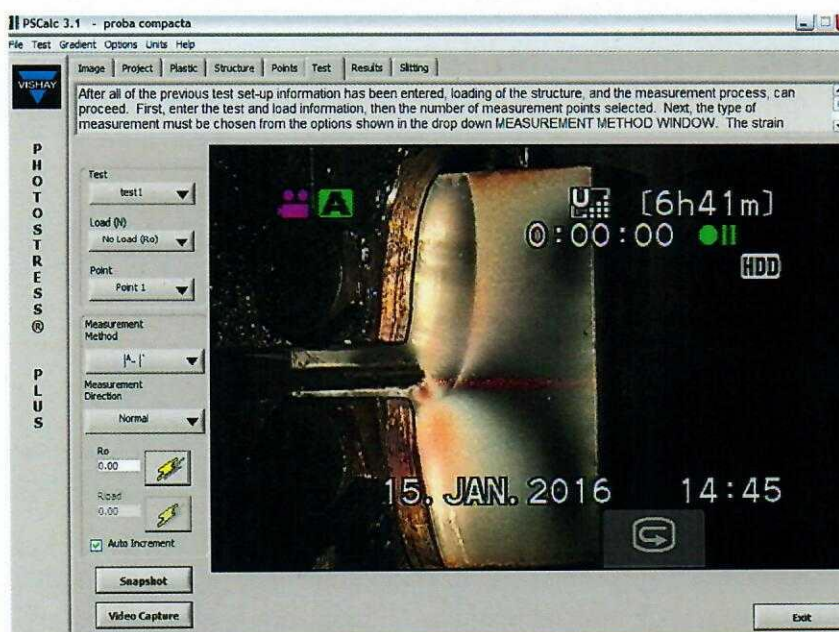 PSCalc 3.1 - proba compacta
File Test Gradient Options Units Help
VISHAY
PHOTOSTRESS® PLUS
Image Project Plastic Structure Points Test Results Slitting
After all of the previous test set-up information has been entered, loading of the structure, and the measurement process, can
proceed. First, enter the test and load information, then the number of measurement points selected. Next, the type of
measurement must be chosen from the options shown in the drop down MEASUREMENT METHOD WINDOW. The strain
Test
test1
Load (N)
No Load (Ro)
Point
Point 1
Measurement
Method
Measurement
Direction
Normal
Ro
0.00
Rload
0.00
Auto Increment
Snapshot
Video Capture
A
U [6h41m]
0:00:00
HDD
15. JAN. 2016 14:45
Exit